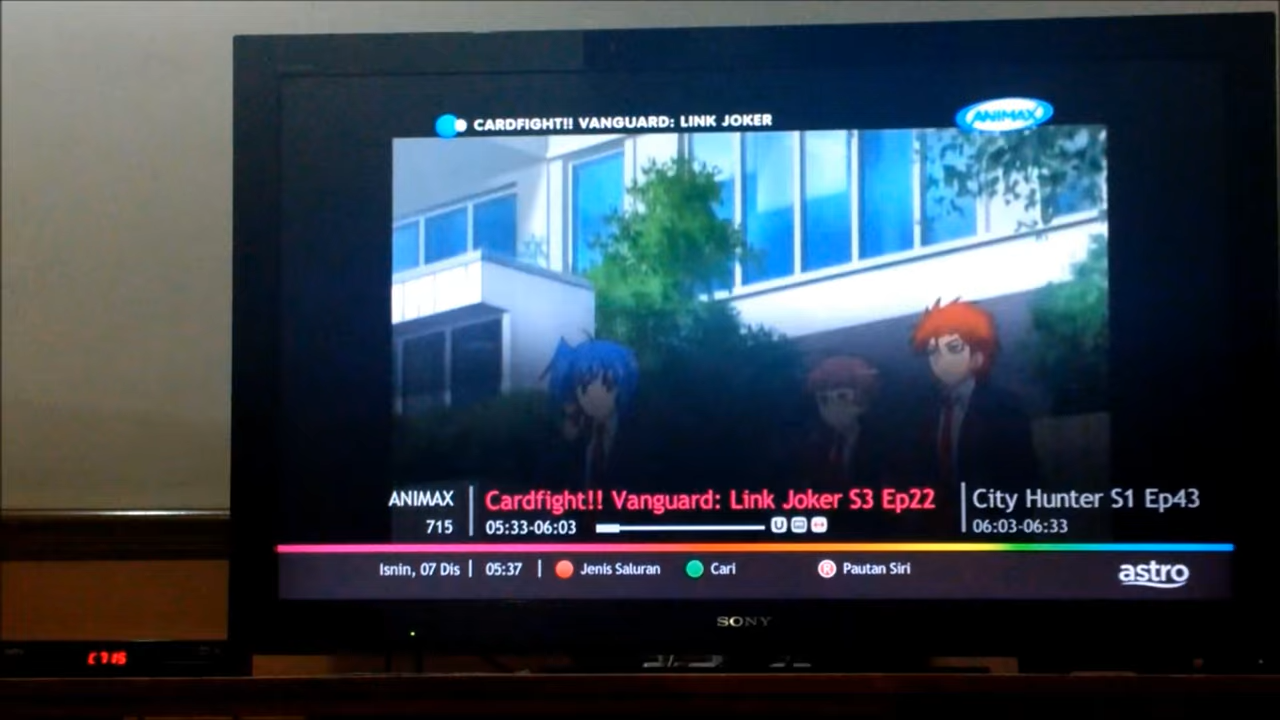 CARDFIGHT!! VANGUARD: LINK JOKER
ANIMAX
ANIMAX
715
Cardfight!! Vanguard: Link Joker S3 Ep22
05:33-06:03
U
City Hunter S1 Ep43
06:03-06:33
Isnin, 07 Dis
05:37
Jenis Saluran
Cari
R Pautan Siri
astro
SONY
C715